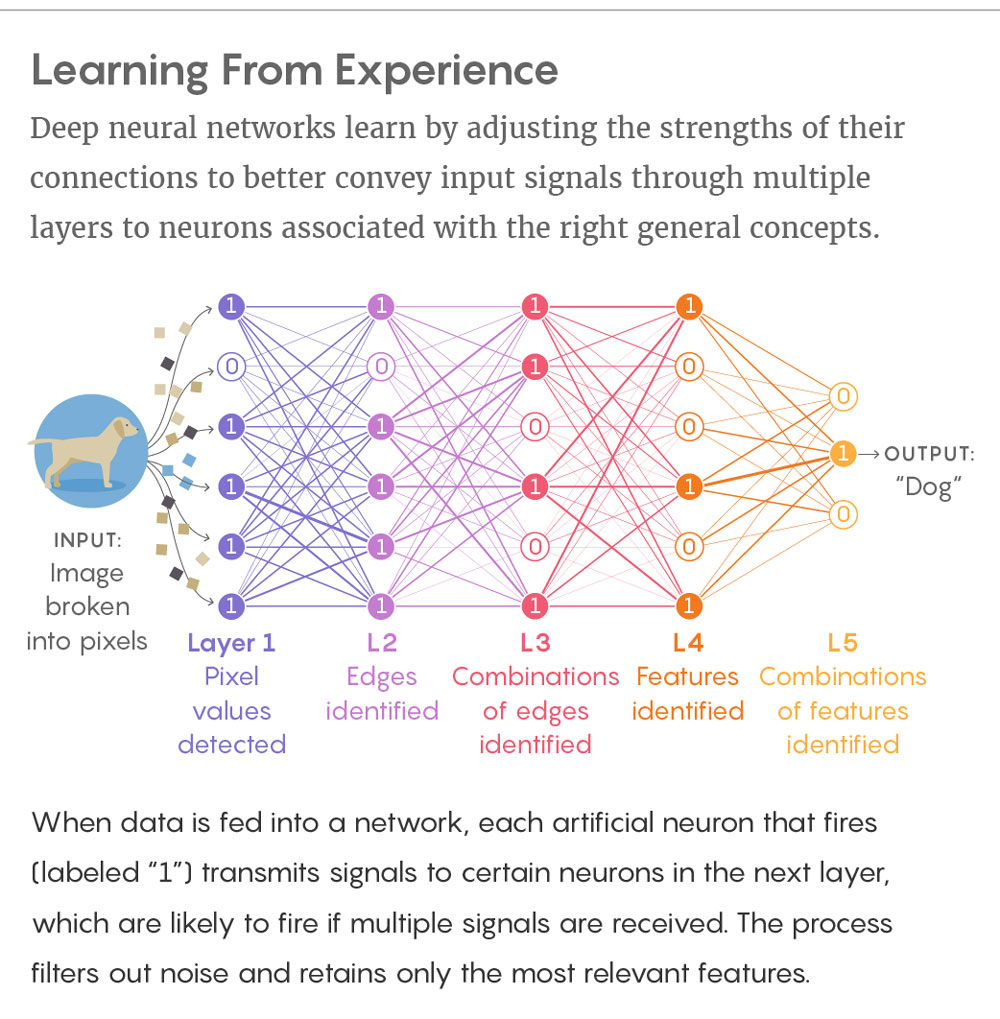 Learning From Experience
Deep neural networks learn by adjusting the strengths of their
connections to better convey input signals through multiple
layers to neurons associated with the right general concepts.
1 1 1 1
0 0 1 0
0
1 1 0 0
1 OUTPUT:
"Dog"
1 1 1 1
0
1 1 0 0
1 1 1 1
INPUT:
Image
broken
into pixels
Layer 1
Pixel
values
detected
L2
Edges
identified
L3
Combinations
of edges
identified
L4
Features
identified
L5
Combinations
of features
identified
When data is fed into a network, each artificial neuron that fires
(labeled "1") transmits signals to certain neurons in the next layer,
which are likely to fire if multiple signals are received. The process
filters out noise and retains only the most relevant features.